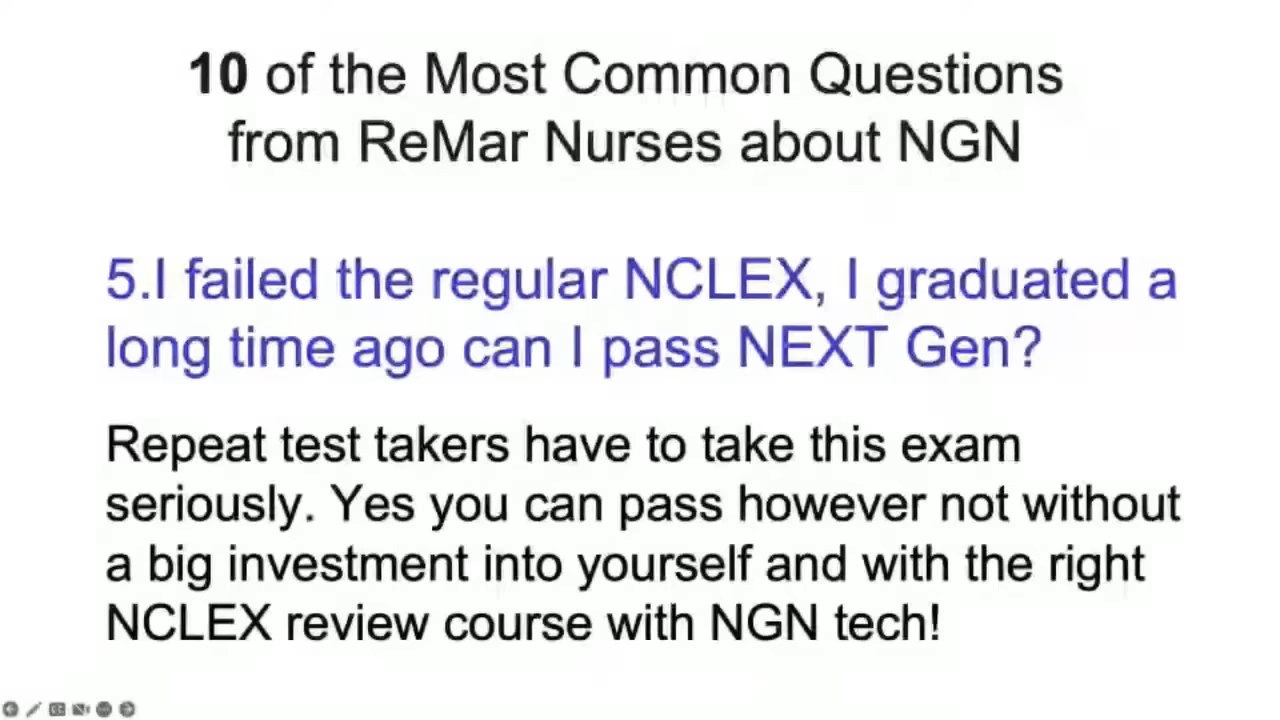 10 of the Most Common Questions
from ReMar Nurses about NGN
5.I failed the regular NCLEX, I graduated a
long time ago can I pass NEXT Gen?
Repeat test takers have to take this exam
seriously. Yes you can pass however not without
a big investment into yourself and with the right
NCLEX review course with NGN tech!